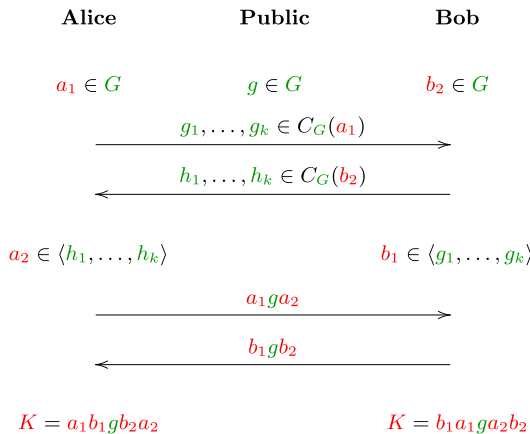 Alice Public Bob
a₁ ∈ G g ∈ G b₂ ∈ G
g₁, . . . , gₖ ∈ C_G(a₁)
h₁, . . . , hₖ ∈ C_G(b₂)
a₂ ∈ ⟨h₁, . . . , hₖ⟩ b₁ ∈ ⟨g₁, . . . , gₖ⟩
a₁ga₂
b₁gb₂
K = a₁b₁gb₂a₂ K = b₁a₁ga₂b₂